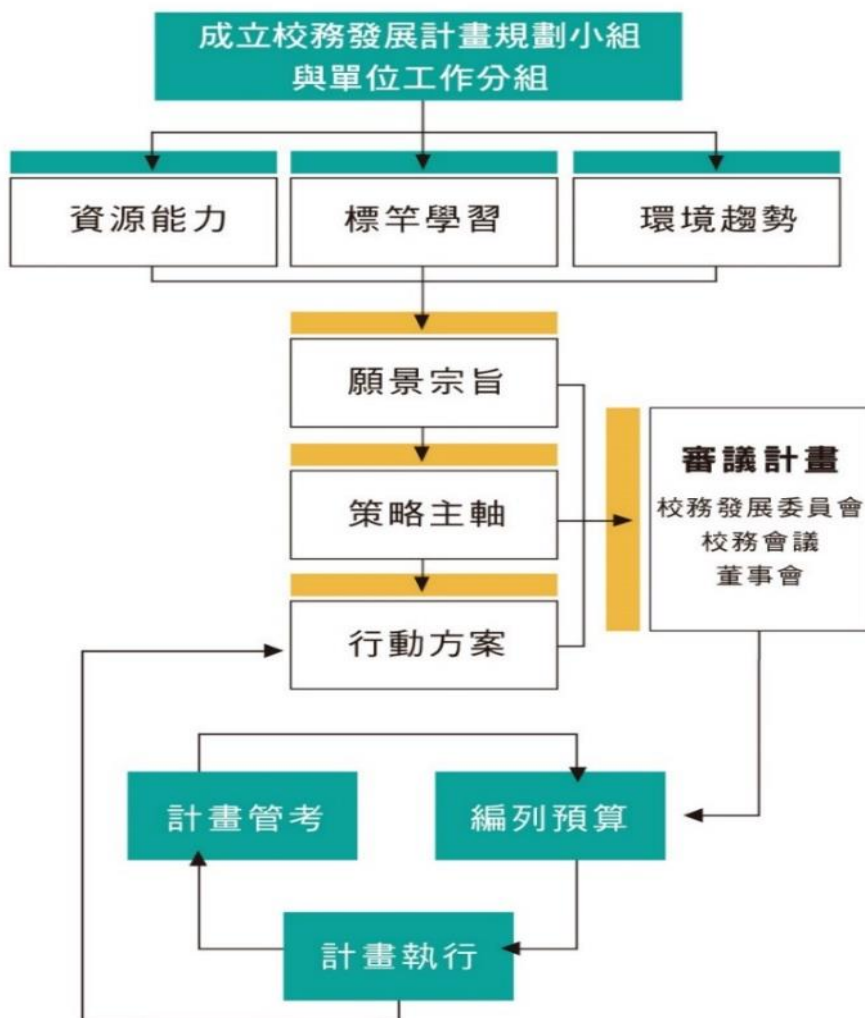 成立校務發展計畫規劃小組
與單位工作分組
資源能力
標竿學習
環境趨勢
願景宗旨
策略主軸
行動方案
審議計畫
校務發展委員會
校務會議
董事會
計畫管考
編列預算
計畫執行